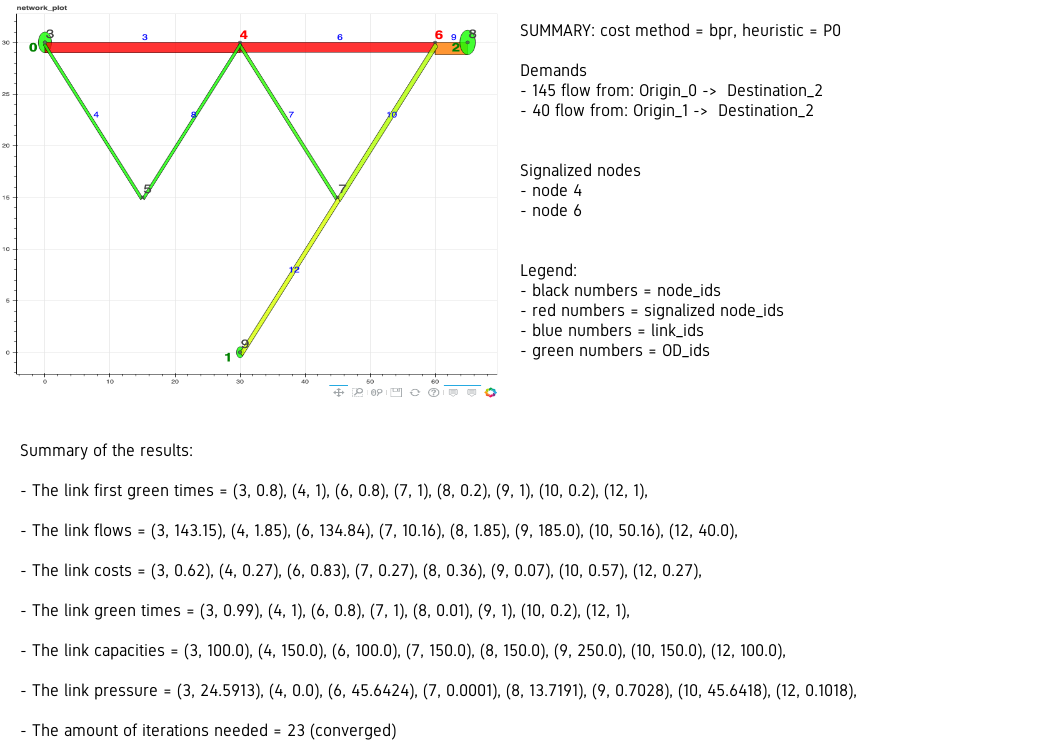 network_plot
3
0
3
4
6
6
9
2
8
30
25
20
15
10
5
0
4
8
7
10
5
7
12
9
1
0
10
20
30
40
50
60
SUMMARY: cost method = bpr, heuristic = P0
Demands
- 145 flow from: Origin_0 -> Destination_2
- 40 flow from: Origin_1 -> Destination_2
Signalized nodes
- node 4
- node 6
Legend:
- black numbers = node_ids
- red numbers = signalized node_ids
- blue numbers = link_ids
- green numbers = OD_ids
Summary of the results:
- The link first green times = (3, 0.8), (4, 1), (6, 0.8), (7, 1), (8, 0.2), (9, 1), (10, 0.2), (12, 1),
- The link flows = (3, 143.15), (4, 1.85), (6, 134.84), (7, 10.16), (8, 1.85), (9, 185.0), (10, 50.16), (12, 40.0),
- The link costs = (3, 0.62), (4, 0.27), (6, 0.83), (7, 0.27), (8, 0.36), (9, 0.07), (10, 0.57), (12, 0.27),
- The link green times = (3, 0.99), (4, 1), (6, 0.8), (7, 1), (8, 0.01), (9, 1), (10, 0.2), (12, 1),
- The link capacities = (3, 100.0), (4, 150.0), (6, 100.0), (7, 150.0), (8, 150.0), (9, 250.0), (10, 150.0), (12, 100.0),
- The link pressure = (3, 24.5913), (4, 0.0), (6, 45.6424), (7, 0.0001), (8, 13.7191), (9, 0.7028), (10, 45.6418), (12, 0.1018),
- The amount of iterations needed = 23 (converged)